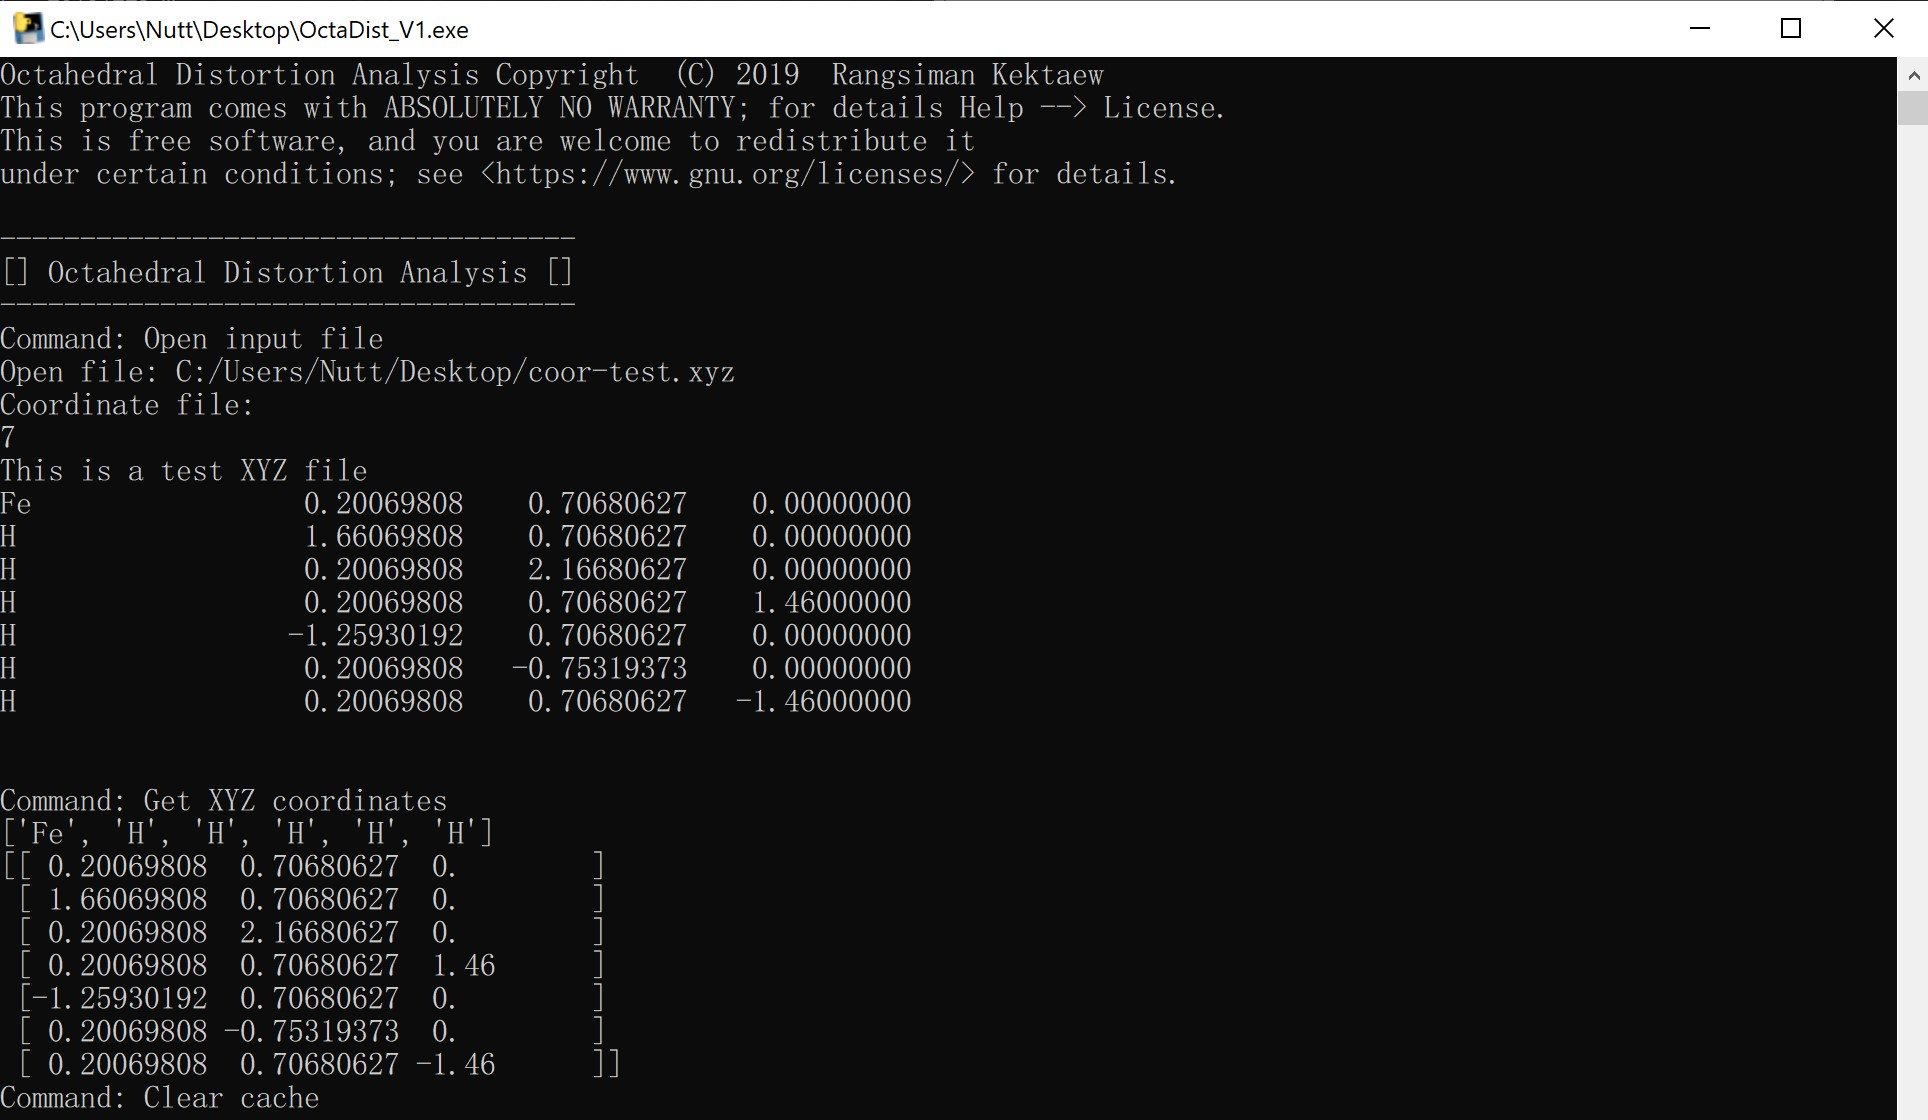 C:\Users\Nutt\Desktop\OctaDist_V1.exe
Octahedral Distortion Analysis Copyright  (C) 2019  Rangsiman Kektaew
This program comes with ABSOLUTELY NO WARRANTY; for details Help --> License.
This is free software, and you are welcome to redistribute it
under certain conditions; see <https://www.gnu.org/licenses/> for details.
------------------------------------
[] Octahedral Distortion Analysis []
------------------------------------
Command: Open input file
Open file: C:/Users/Nutt/Desktop/coor-test.xyz
Coordinate file:
7
This is a test XYZ file
Fe                 0.20069808    0.70680627    0.00000000
H                  1.66069808    0.70680627    0.00000000
H                  0.20069808    2.16680627    0.00000000
H                  0.20069808    0.70680627    1.46000000
H                 -1.25930192    0.70680627    0.00000000
H                  0.20069808   -0.75319373    0.00000000
H                  0.20069808    0.70680627   -1.46000000
Command: Get XYZ coordinates
['Fe', 'H', 'H', 'H', 'H', 'H']
[[ 0.20069808  0.70680627  0.        ]
 [ 1.66069808  0.70680627  0.        ]
 [ 0.20069808  2.16680627  0.        ]
 [ 0.20069808  0.70680627  1.46      ]
 [-1.25930192  0.70680627  0.        ]
 [ 0.20069808 -0.75319373  0.        ]
 [ 0.20069808  0.70680627 -1.46      ]]
Command: Clear cache